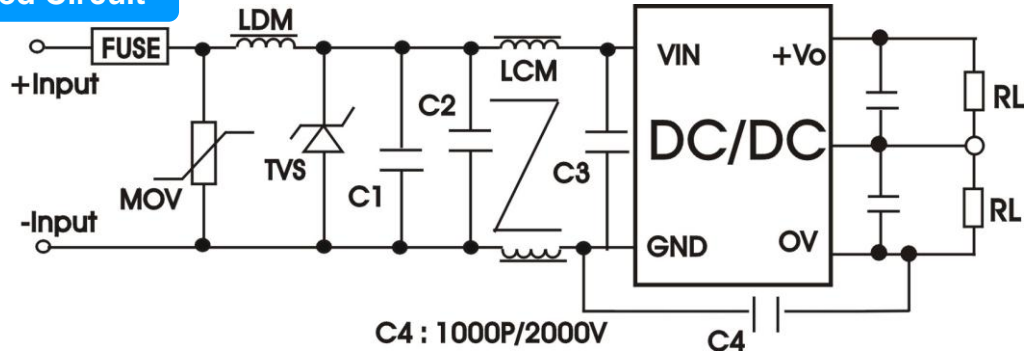 Circuit
LDM
FUSE
+Input
LCM
VIN
+Vo
C2
RL
DC/DC
TVS
C3
C1
MOV
-Input
RL
GND
OV
C4 : 1000P/2000V
C4